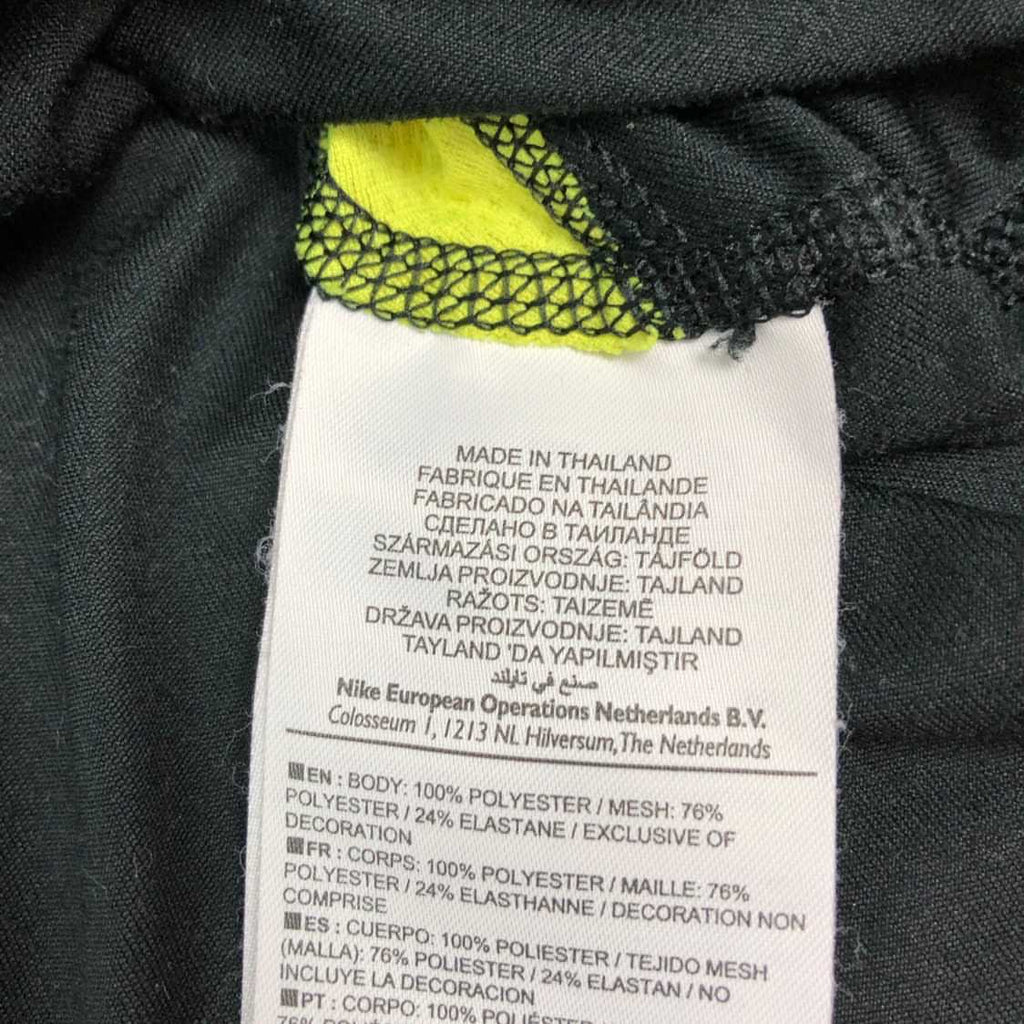 MADE IN THAILAND
FABRIQUE EN THAILANDE
FABRICADO NA TAILÂNDIA
СДЕЛАНО В ТАИЛАНДЕ
SZÁRMAZÁSI ORSZÁG: TÁJFÖLD
ZEMLJA PROIZVODNJE: TAJLAND
RAŽOTS: TAIZEMĒ
DRŽAVA PROIZVODNJE: TAJLAND
TAYLAND 'DA YAPILMIŞTIR
صنع في تايلند
Nike European Operations Netherlands B.V.
Colosseum 1, 1213 NL Hilversum, The Netherlands
EN : BODY: 100% POLYESTER / MESH: 76%
POLYESTER / 24% ELASTANE / EXCLUSIVE OF
DECORATION
FR : CORPS: 100% POLYESTER / MAILLE: 76%
POLYESTER / 24% ELASTHANNE / DECORATION NON
COMPRISE
ES : CUERPO: 100% POLIESTER / TEJIDO MESH
(MALLA): 76% POLIESTER / 24% ELASTAN / NO
INCLUYE LA DECORACION
PT : CORPO: 100% POLIÉSTER
76%